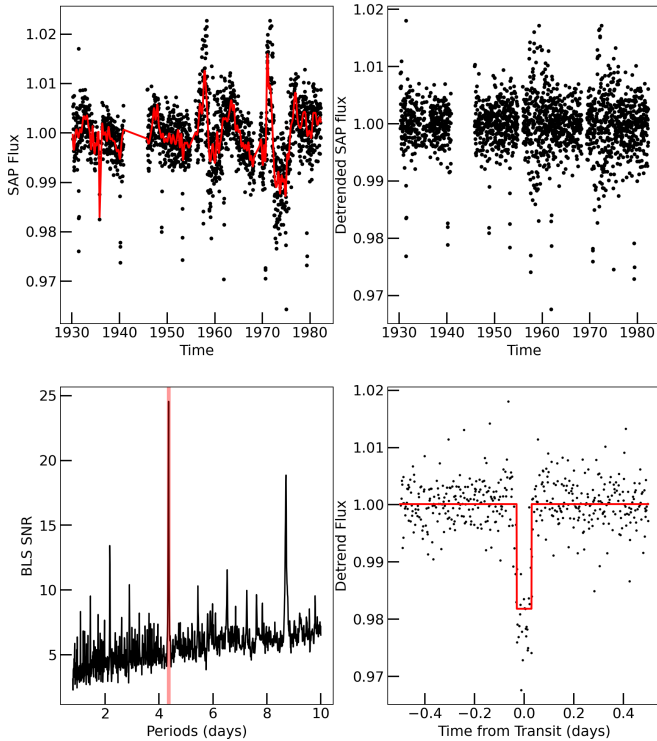 1.02
1.01
1.00
0.99
0.98
0.97
SAP Flux
1930 1940 1950 1960 1970 1980
Time
1.02
1.01
1.00
0.99
0.98
0.97
Detrended SAP flux
1930 1940 1950 1960 1970 1980
Time
25
20
15
10
5
BLS SNR
2 4 6 8 10
Periods (days)
1.02
1.01
1.00
0.99
0.98
0.97
Detrend Flux
−0.4 −0.2 0.0 0.2 0.4
Time from Transit (days)